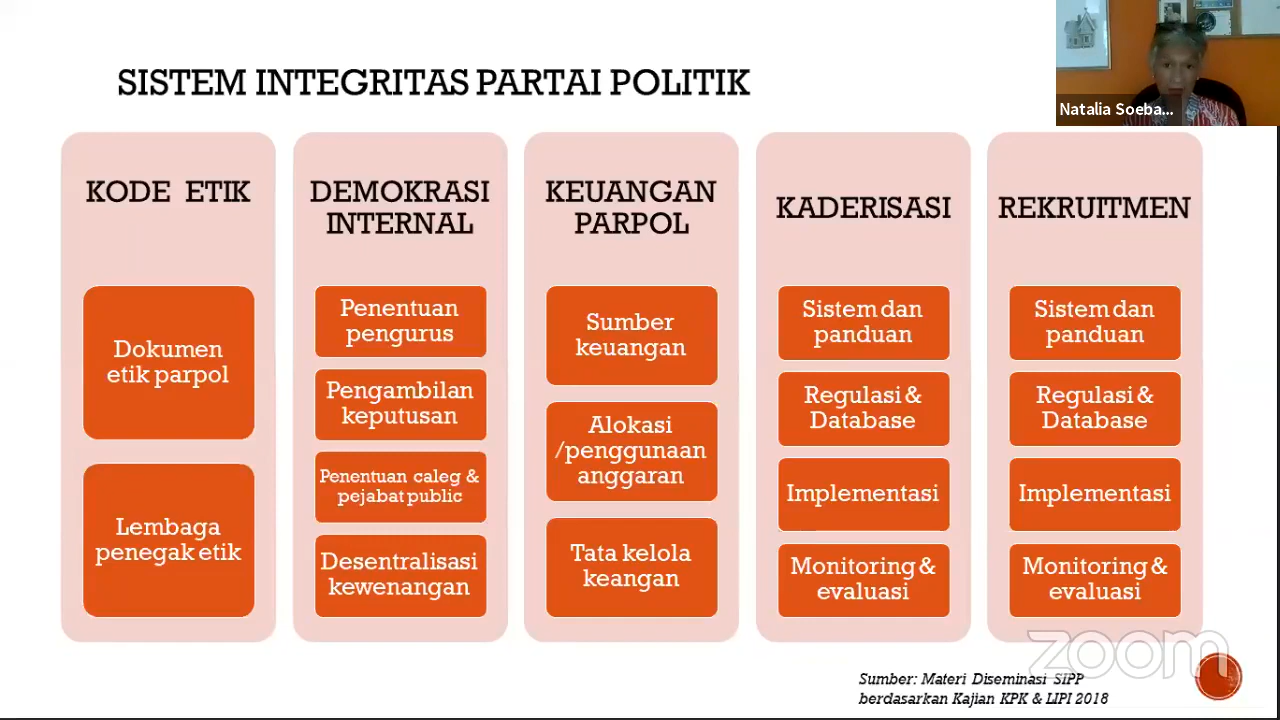 SISTEM INTEGRITAS PARTAI POLITIK
Natalia Soeba...
KODE ETIK
Dokumen
etik parpol
Lembaga
penegak etik
DEMOKRASI
INTERNAL
Penentuan
pengurus
Pengambilan
keputusan
Penentuan caleg &
pejabat public
Desentralisasi
kewenangan
KEUANGAN
PARPOL
Sumber
keuangan
Alokasi
/penggunaan
anggaran
Tata kelola
keangan
KADERISASI
Sistem dan
panduan
Regulasi &
Database
Implementasi
Monitoring &
evaluasi
REKRUITMEN
Sistem dan
panduan
Regulasi &
Database
Implementasi
Monitoring &
evaluasi
zoom
Sumber: Materi Diseminasi SIPP
berdasarkan Kajian KPK & LIPI 2018